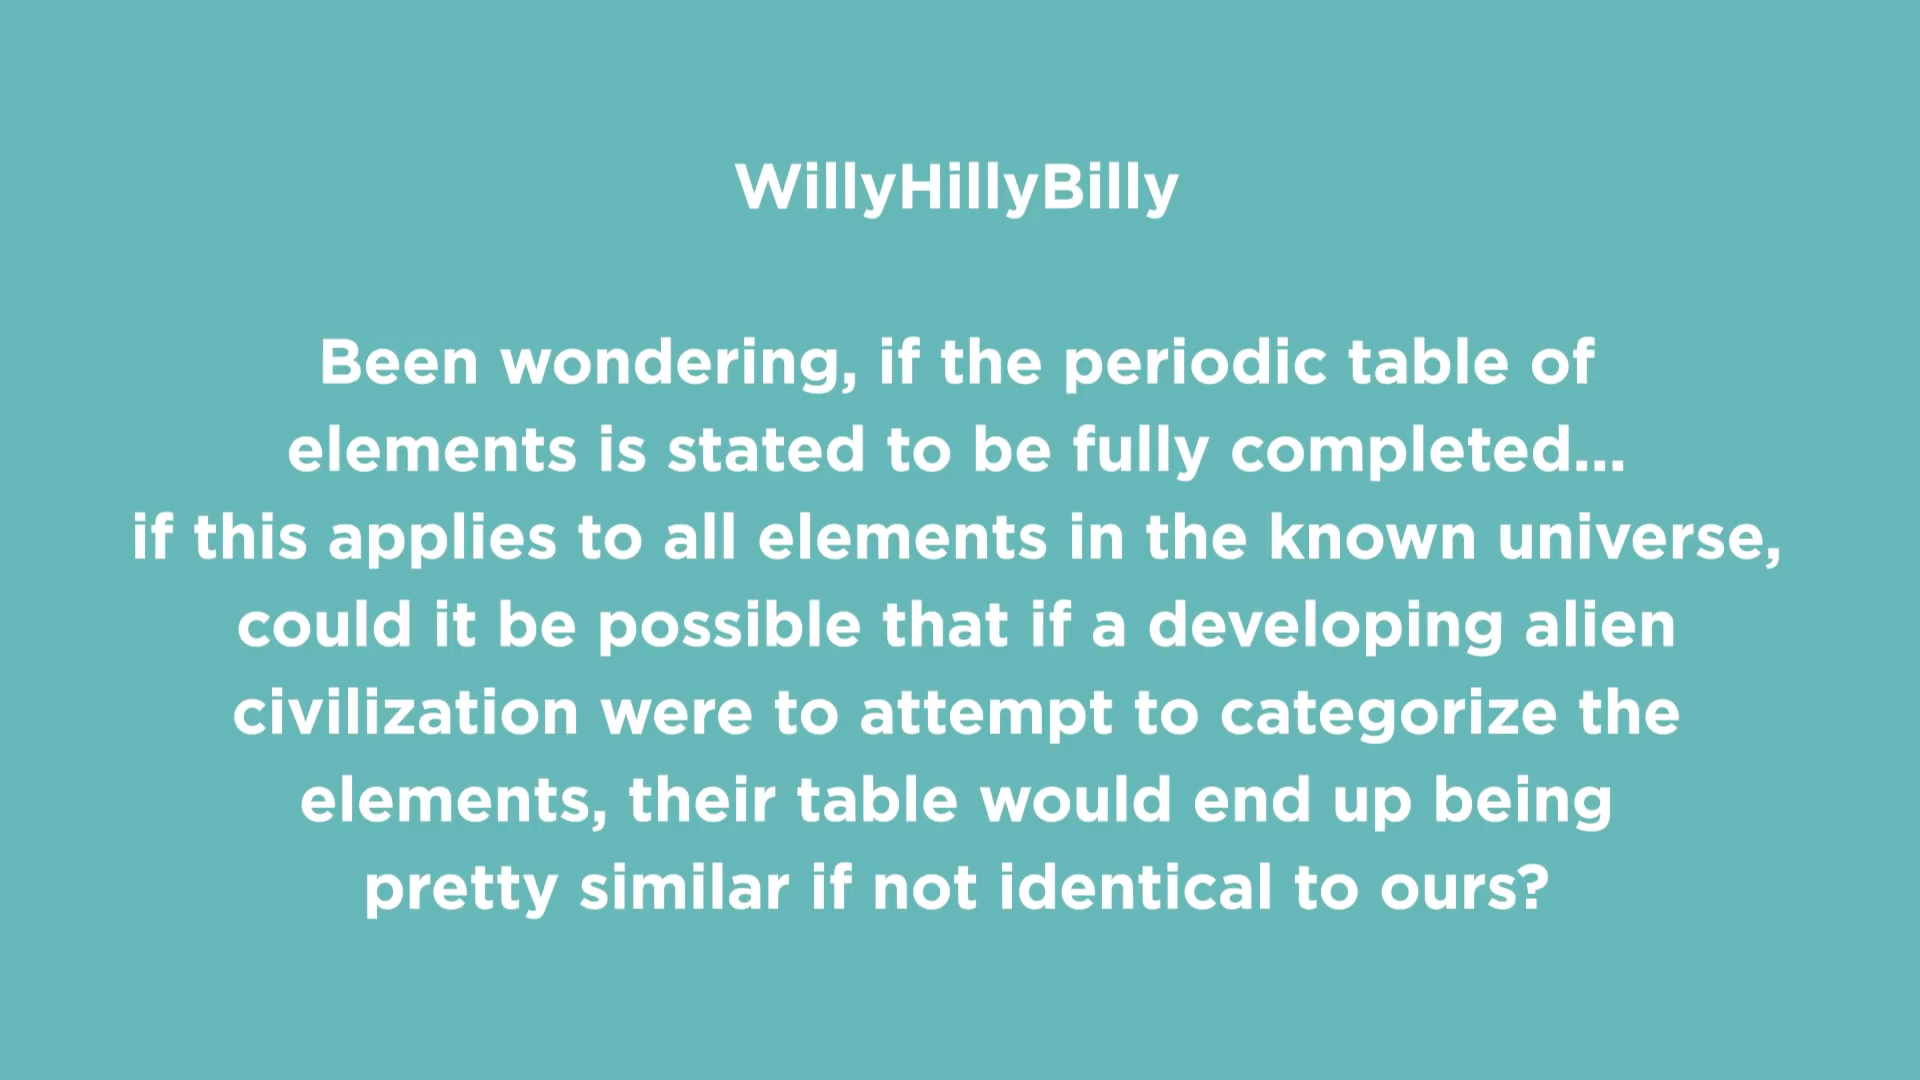 WillyHillyBilly
Been wondering, if the periodic table of
elements is stated to be fully completed...
if this applies to all elements in the known universe,
could it be possible that if a developing alien
civilization were to attempt to categorize the
elements, their table would end up being
pretty similar if not identical to ours?